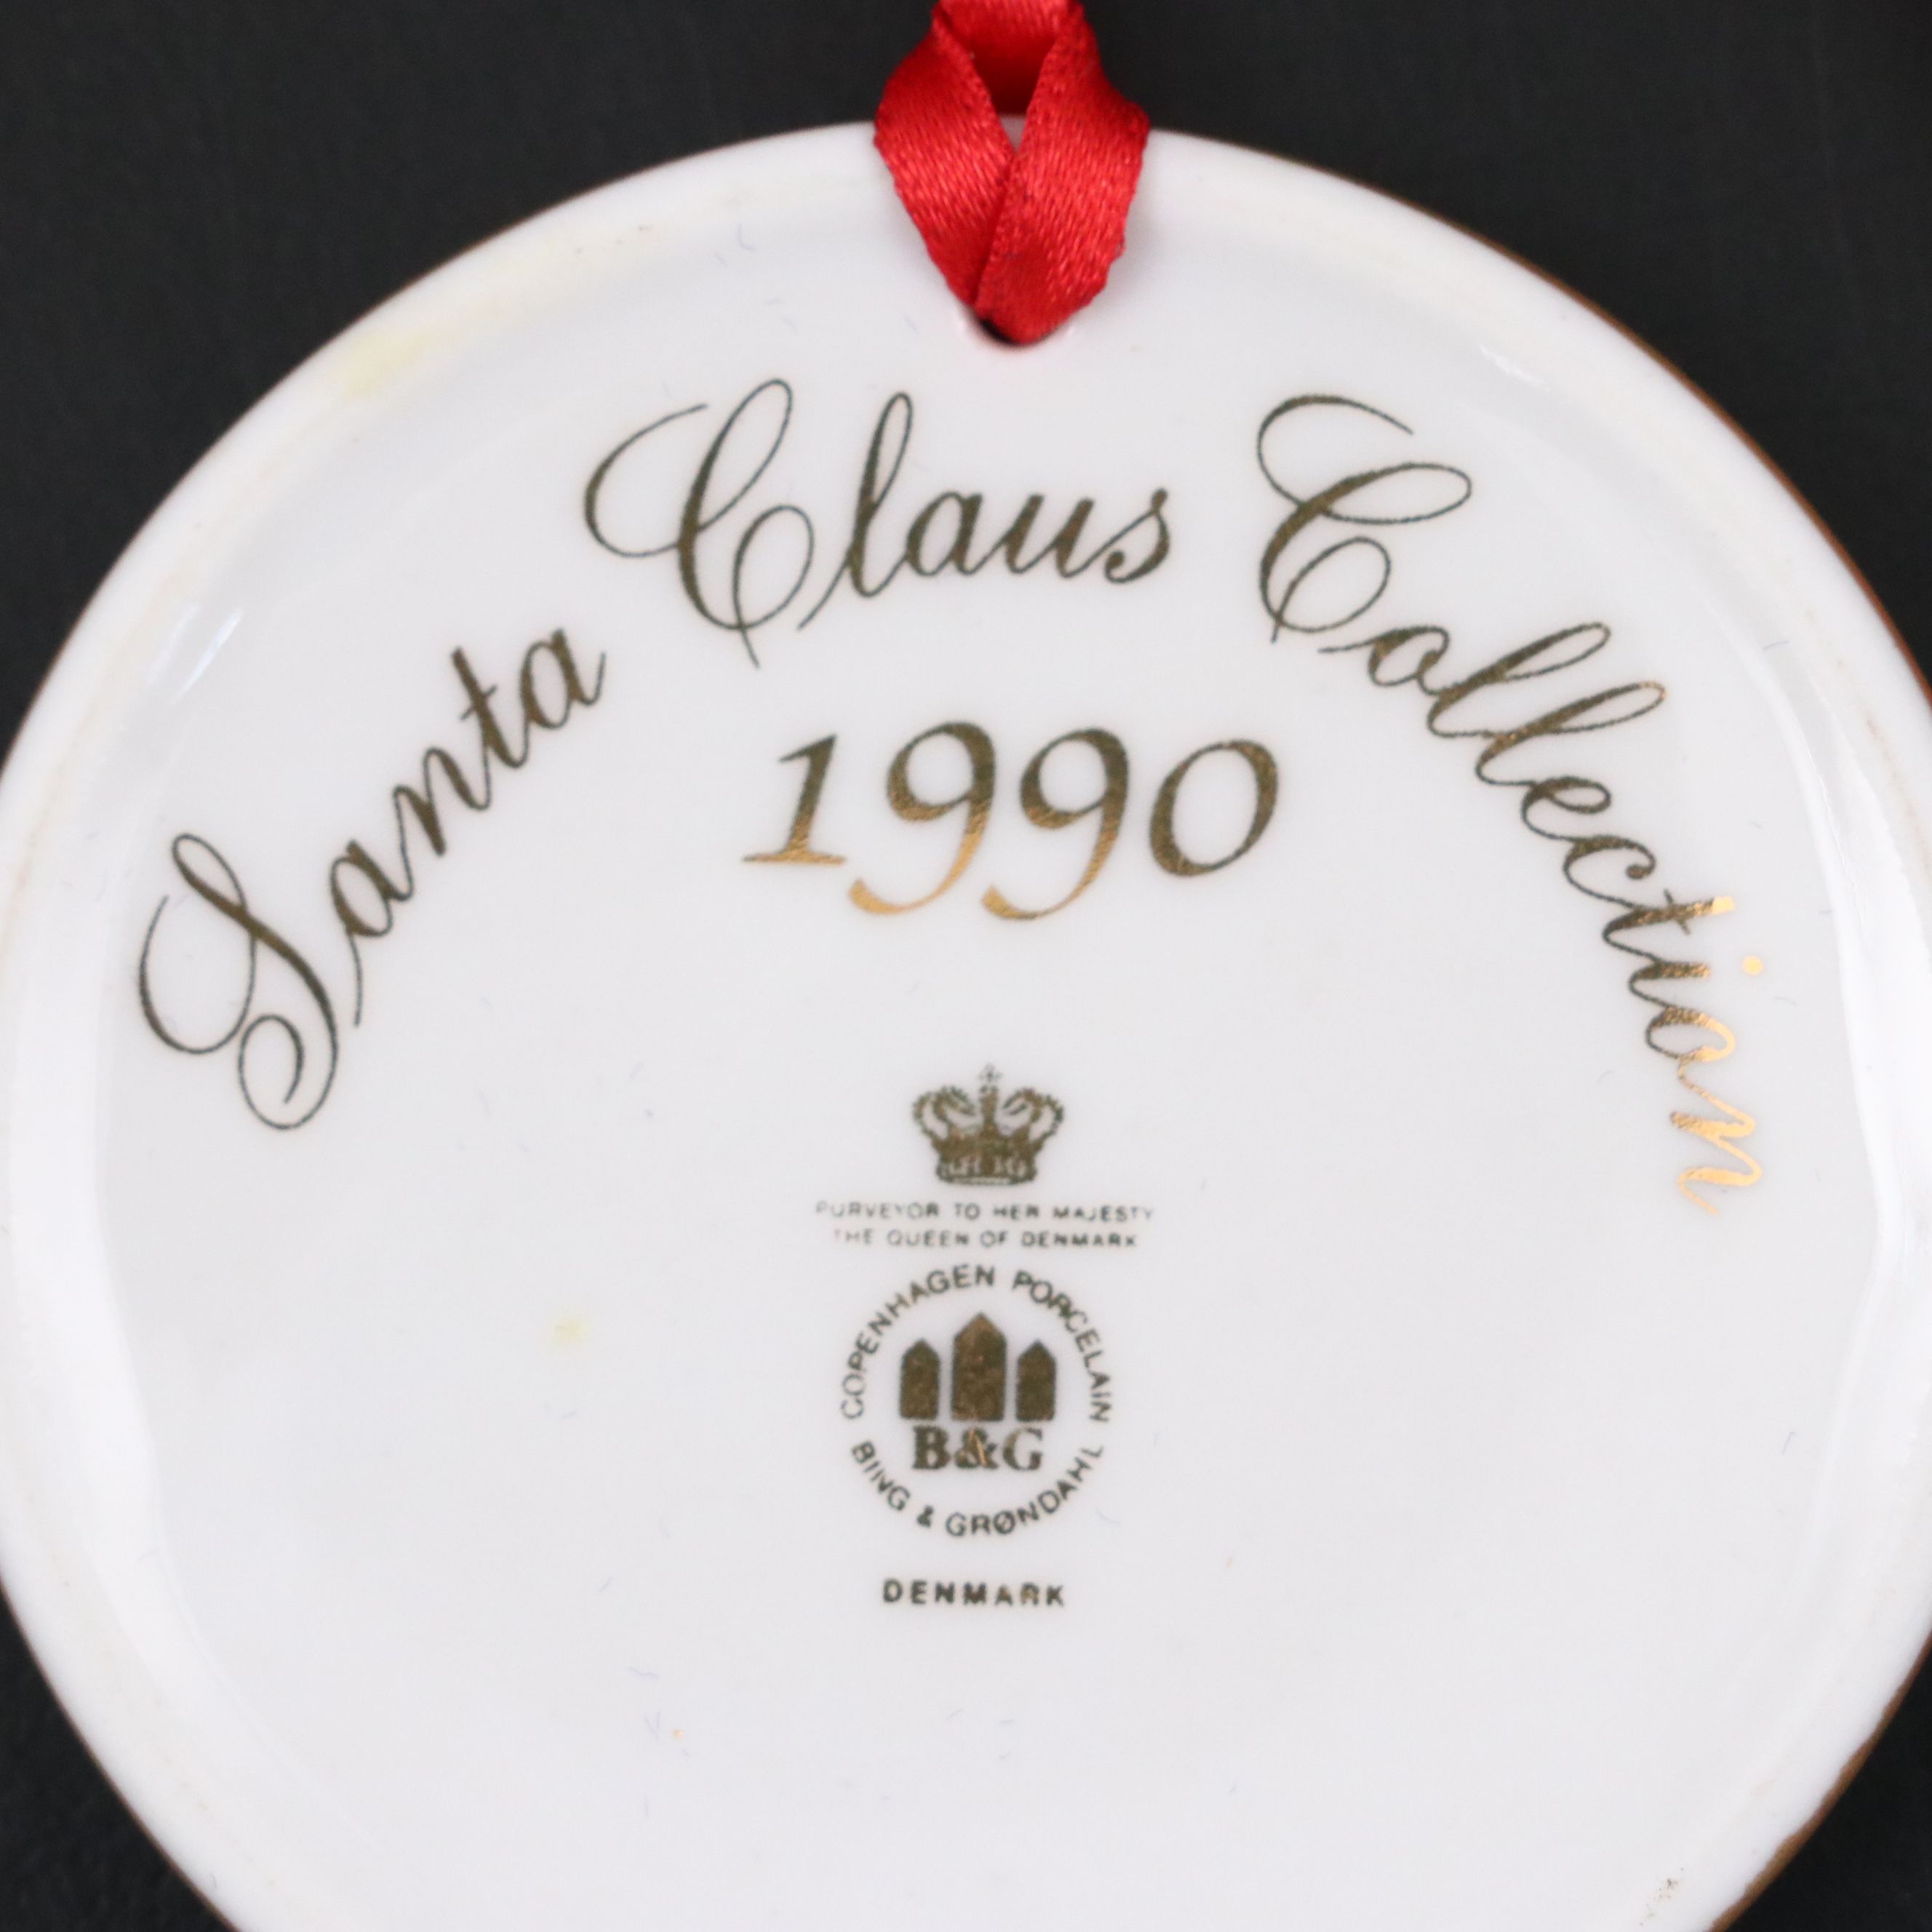 Santa Claus Collection
1990
PURVEYOR TO HER MAJESTY
THE QUEEN OF DENMARK
COPENHAGEN PORCELAIN
B&G
BING & GRØNDAHL
DENMARK